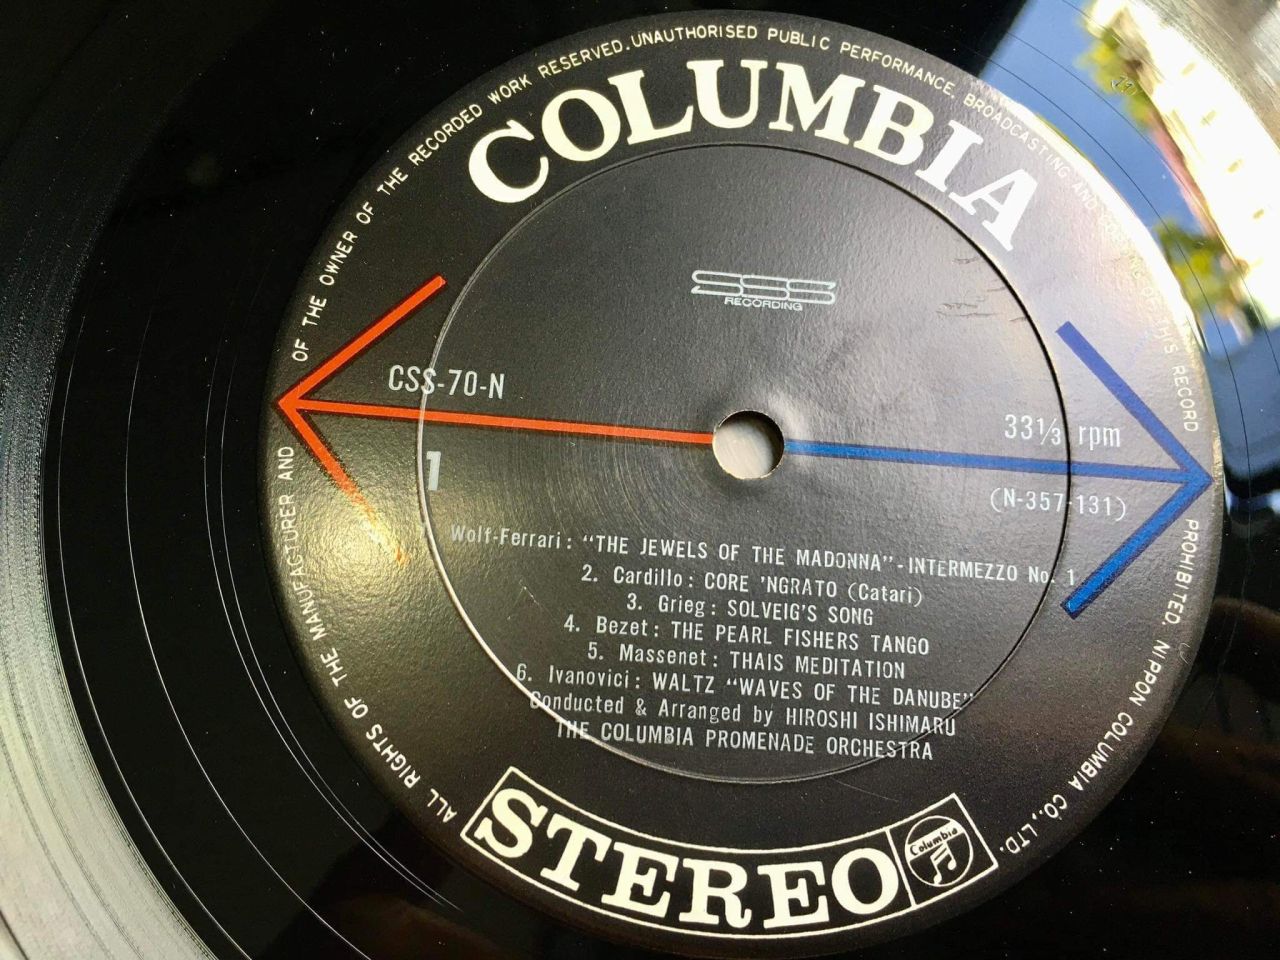 ALL RIGHTS OF THE MANUFACTURER AND OF THE OWNER OF THE RECORDED WORK RESERVED. UNAUTHORISED PUBLIC PERFORMANCE, BROADCASTING AND OF THIS RECORD PROHIBITED. NIPPON COLUMBIA CO., LTD.
COLUMBIA
SSS
RECORDING
CSS-70-N
33⅓ rpm
1
(N-357-131)
Wolf-Ferrari: “THE JEWELS OF THE MADONNA”-INTERMEZZO No. 1
2. Cardillo: CORE 'NGRATO (Catari)
3. Grieg: SOLVEIG'S SONG
4. Bezet: THE PEARL FISHERS TANGO
5. Massenet: THAIS MEDITATION
6. Ivanovici: WALTZ “WAVES OF THE DANUBE”
Conducted & Arranged by HIROSHI ISHIMARU
THE COLUMBIA PROMENADE ORCHESTRA
STEREO
Columbia